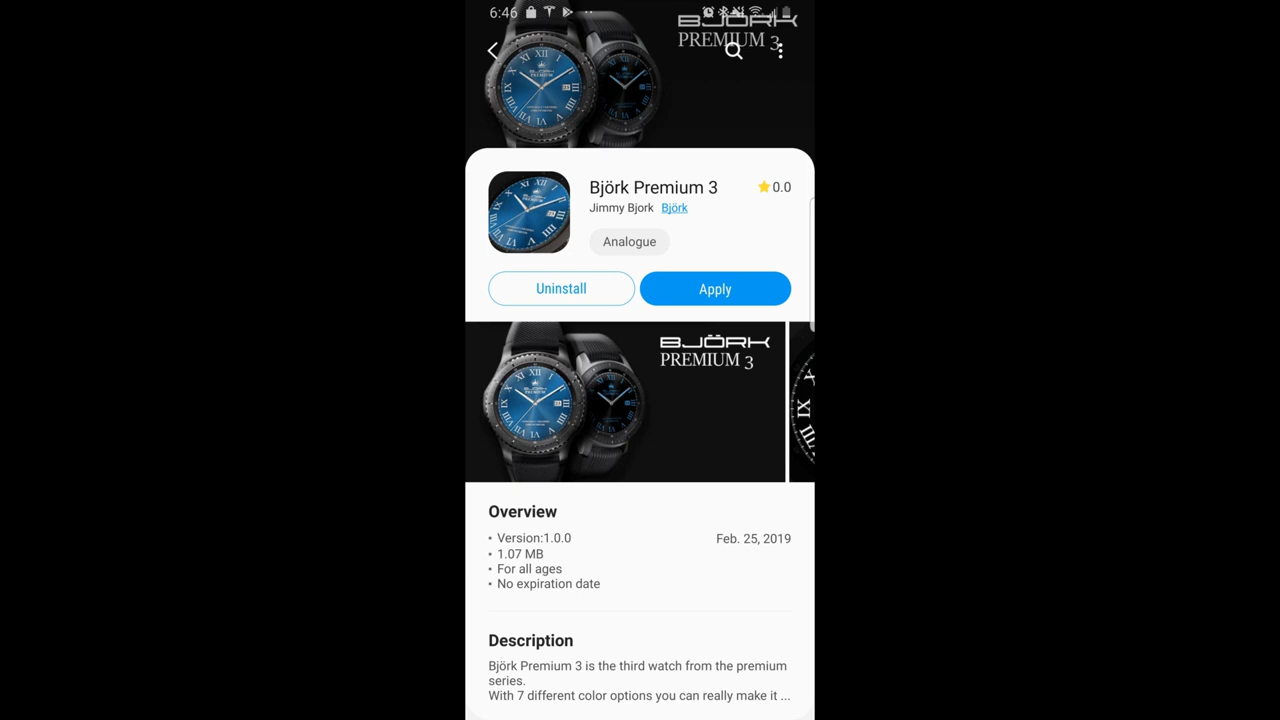 6:46
BJÖRK
PREMIUM 3
Björk Premium 3
0.0
Jimmy Bjork Björk
Analogue
Uninstall
Apply
BJÖRK
PREMIUM 3
Overview
• Version:1.0.0
Feb. 25, 2019
• 1.07 MB
• For all ages
• No expiration date
Description
Björk Premium 3 is the third watch from the premium
series.
With 7 different color options you can really make it ...